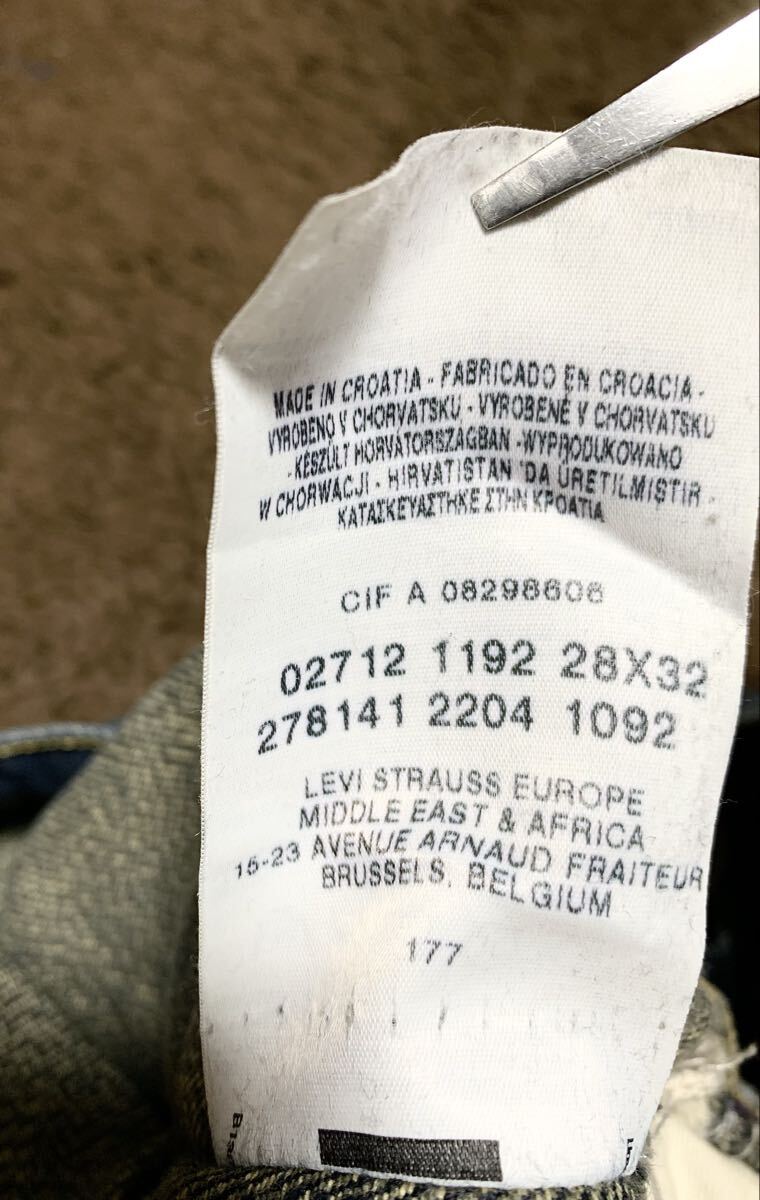 MADE IN CROATIA - FABRICADO EN CROACIA -
VYROBENO V CHORVATSKU - VYROBENÉ V CHORVATSKU
- KÉSZÜLT HORVÁTORSZÁGBAN - WYPRODUKOWANO
W CHORWACJI - HIRVATISTAN 'DA ÜRETILMISTIR -
ΚΑΤΑΣΚΕΥΑΣΤΗΚΕ ΣΤΗΝ ΚΡΟΑΤΙΑ
CIF A 08298606
02712 1192 28X32
278141 2204 1092
LEVI STRAUSS EUROPE
MIDDLE EAST & AFRICA
15-23 AVENUE ARNAUD FRAITEUR
BRUSSELS, BELGIUM
177